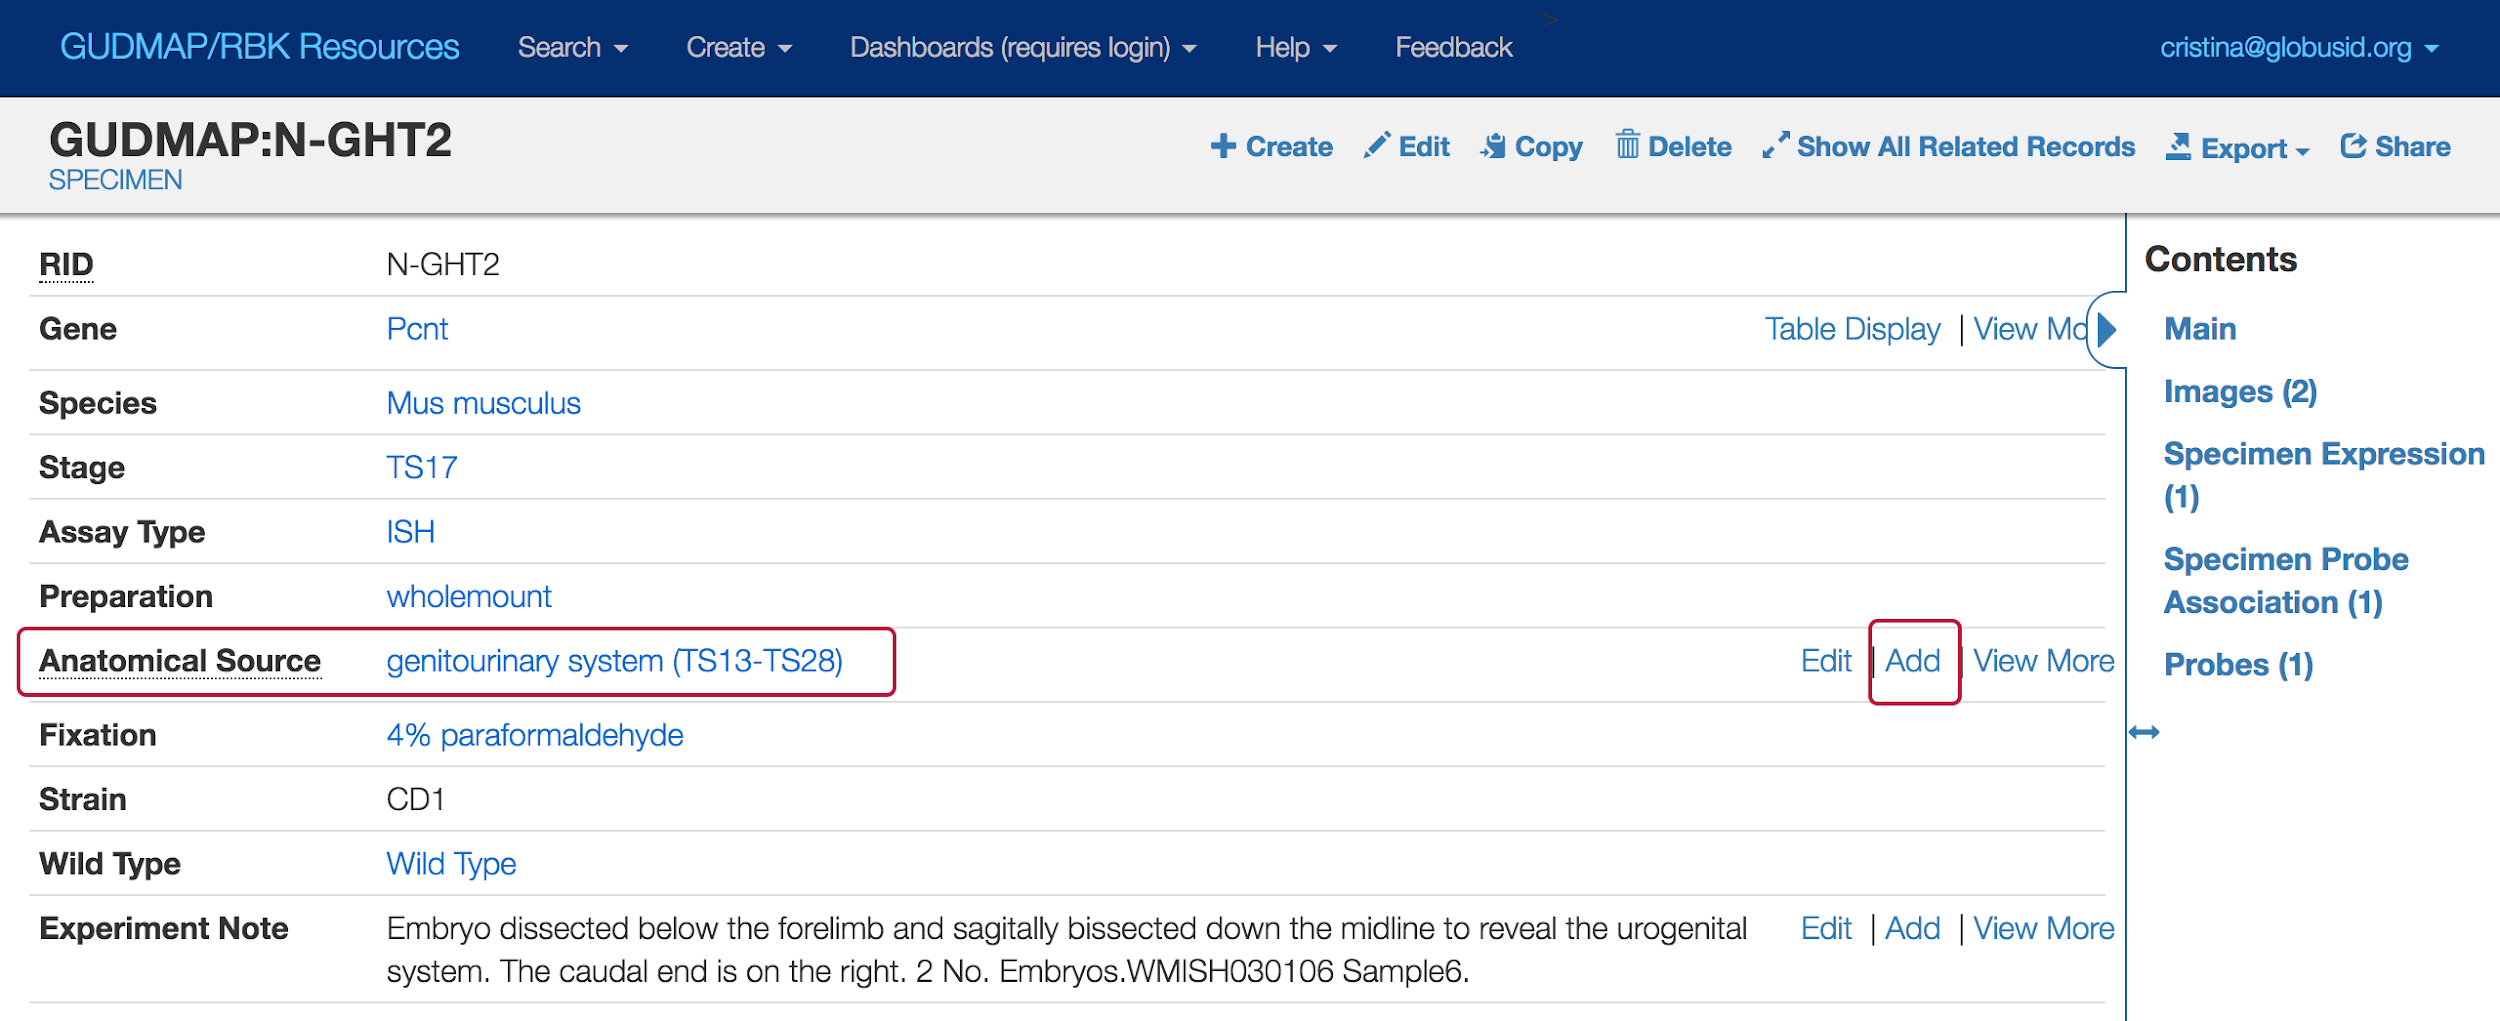 GUDMAP/RBK Resources Search Create Dashboards (requires login) Help Feedback > cristina@globusid.org
GUDMAP:N-GHT2
SPECIMEN
Create Edit Copy Delete Show All Related Records Export Share
RID N-GHT2
Gene Pcnt Table Display | View Mo
Species Mus musculus
Stage TS17
Assay Type ISH
Preparation wholemount
Anatomical Source genitourinary system (TS13-TS28) Edit | Add | View More
Fixation 4% paraformaldehyde
Strain CD1
Wild Type Wild Type
Experiment Note Embryo dissected below the forelimb and sagitally bissected down the midline to reveal the urogenital Edit | Add | View More
system. The caudal end is on the right. 2 No. Embryos.WMISH030106 Sample6.
Contents
Main
Images (2)
Specimen Expression
(1)
Specimen Probe
Association (1)
Probes (1)